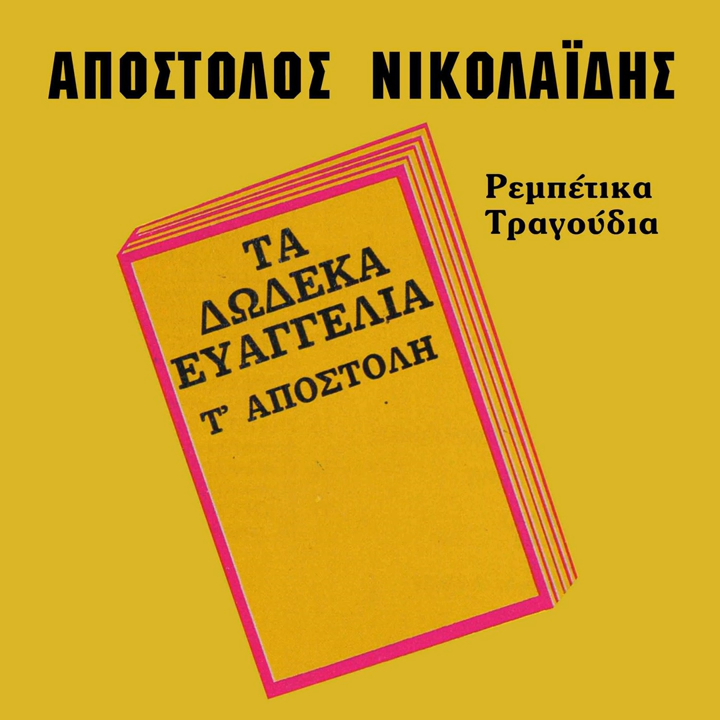 ΑΠΟΣΤΟΛΟΣ ΝΙΚΟΛΑΪΔΗΣ
Ρεμπέτικα
Τραγούδια
ΤΑ
ΔΩΔΕΚΑ
ΕΥΑΓΓΕΛΙΑ
Τ' ΑΠΟΣΤΟΛΗ